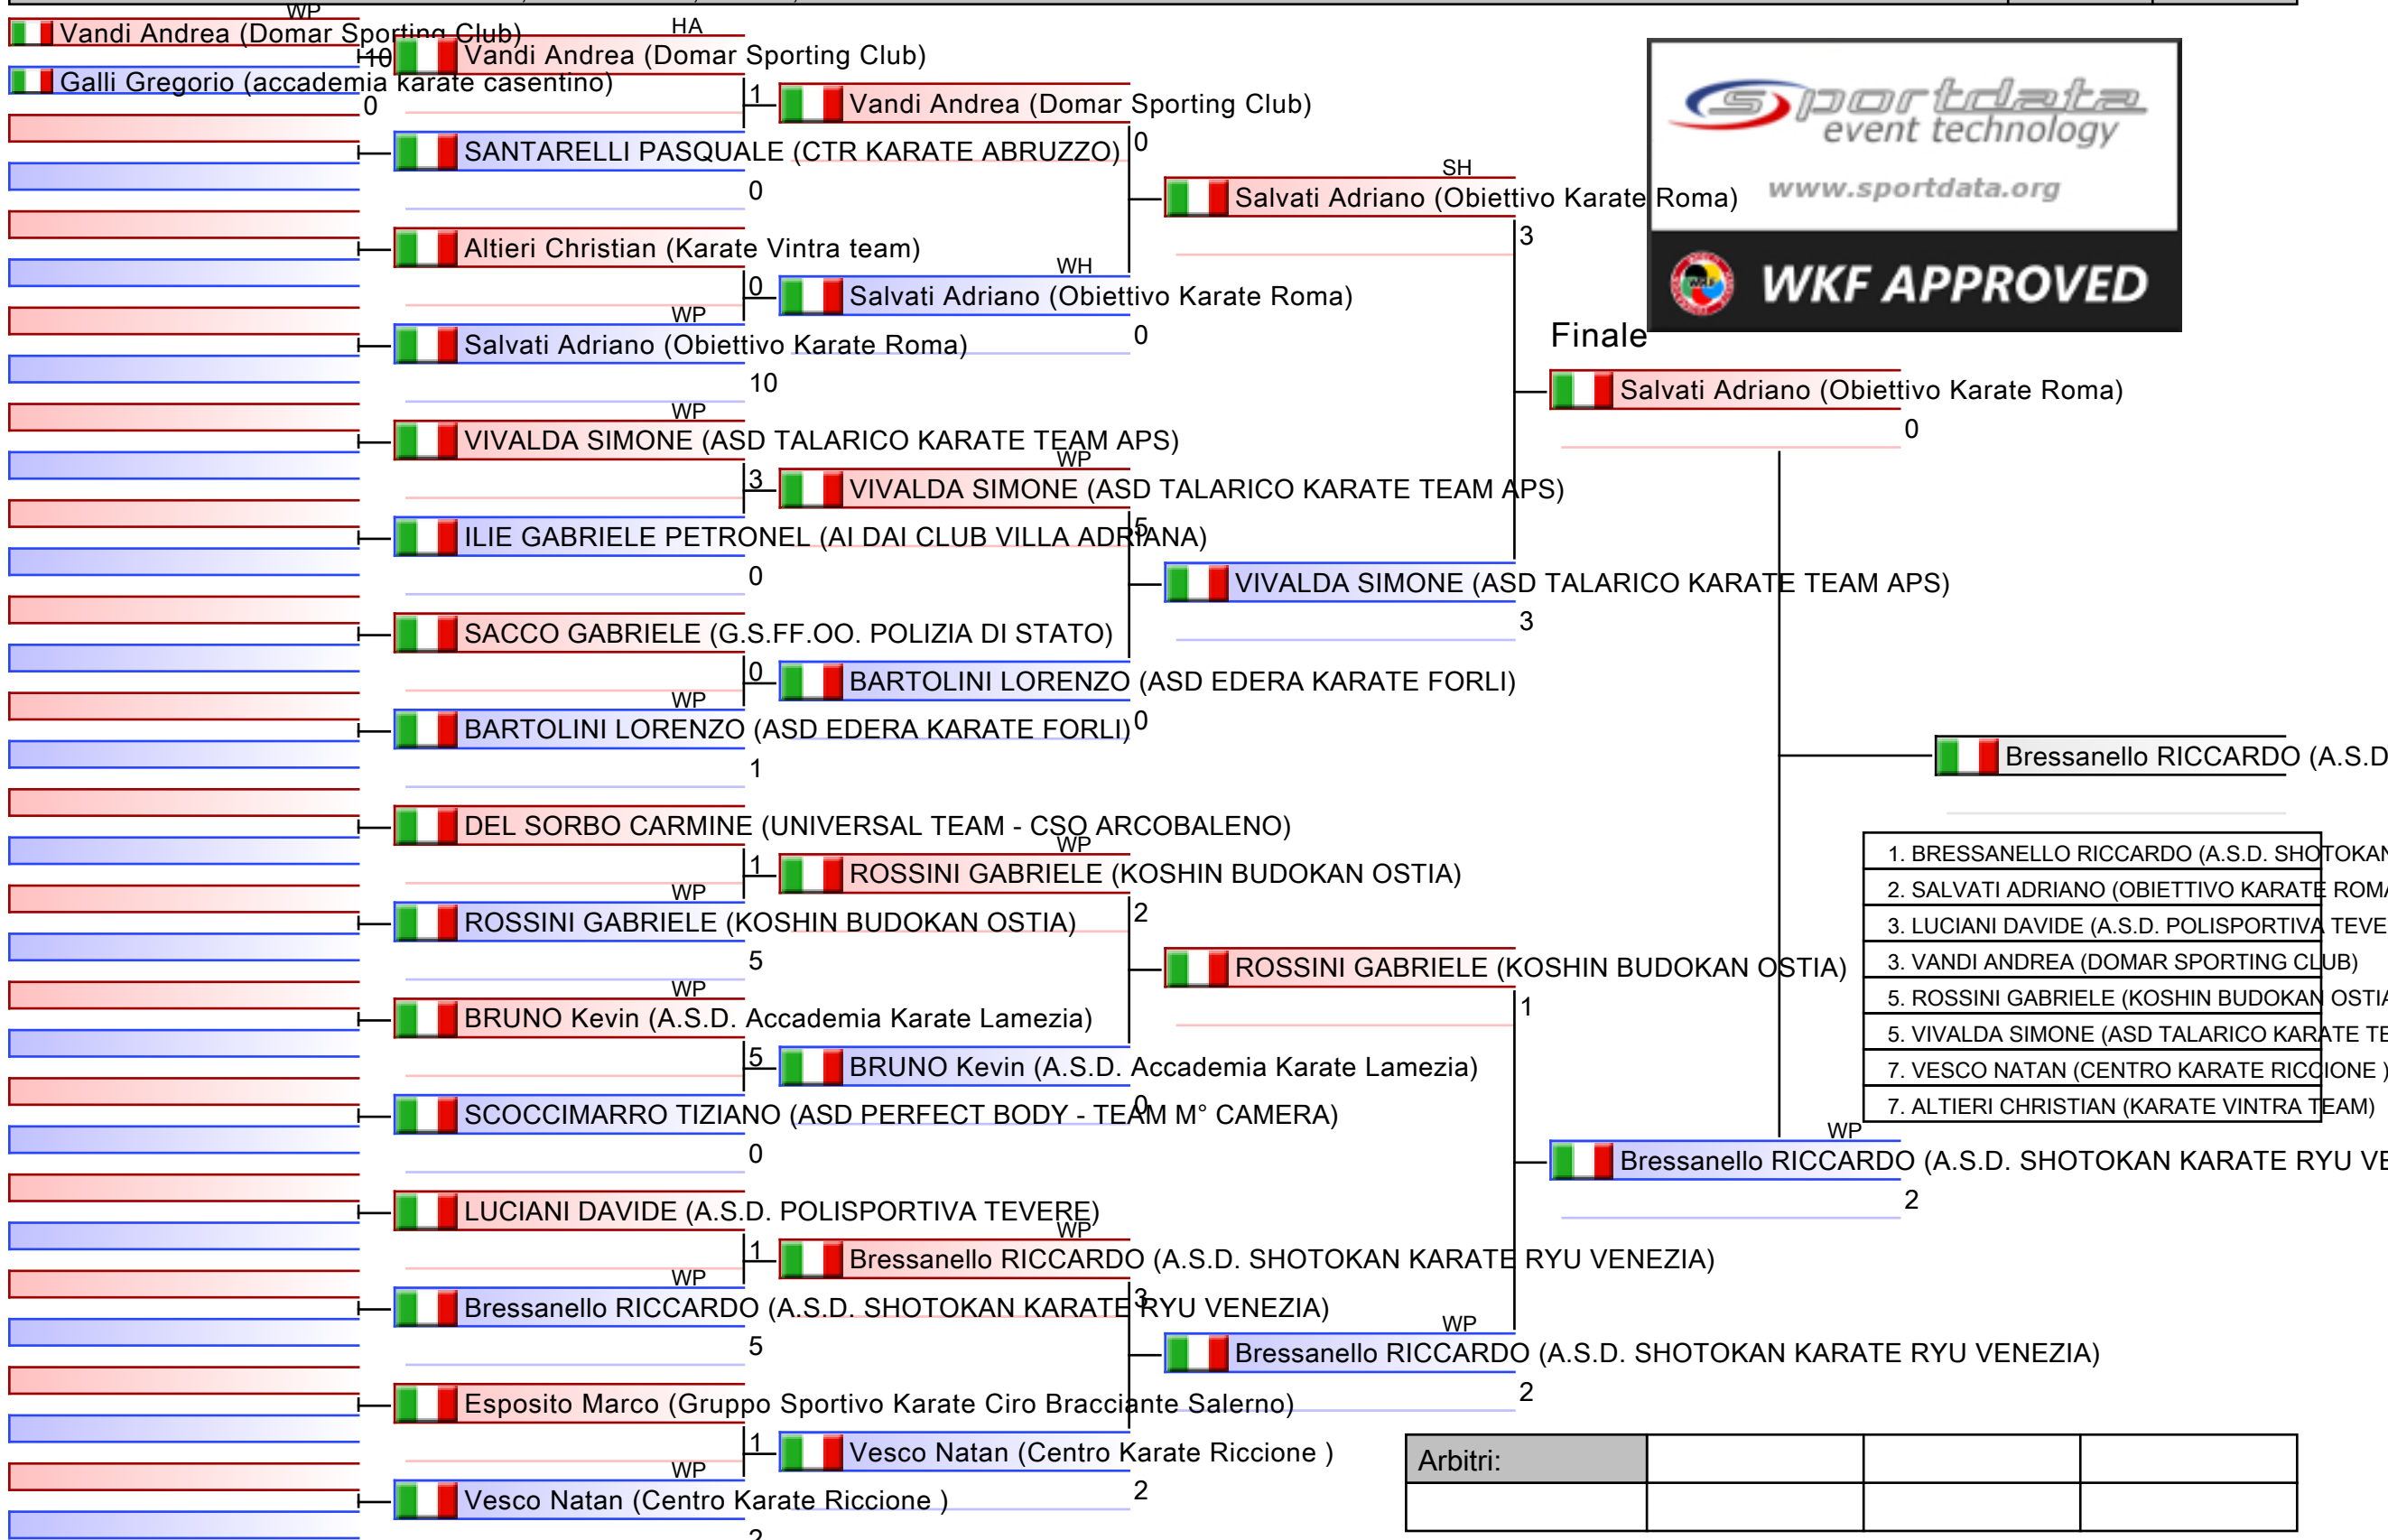 WP
Vandi Andrea (Domar Sporting Club)
10
Galli Gregorio (accademia karate casentino)
0
HA
Vandi Andrea (Domar Sporting Club)
1
SANTARELLI PASQUALE (CTR KARATE ABRUZZO)
0
Altieri Christian (Karate Vintra team)
0
WP
Salvati Adriano (Obiettivo Karate Roma)
10
WP
VIVALDA SIMONE (ASD TALARICO KARATE TEAM APS)
3
ILIE GABRIELE PETRONEL (AI DAI CLUB VILLA ADRIANA)
0
SACCO GABRIELE (G.S.FF.OO. POLIZIA DI STATO)
0
WP
BARTOLINI LORENZO (ASD EDERA KARATE FORLI)
1
DEL SORBO CARMINE (UNIVERSAL TEAM - CSO ARCOBALENO)
1
WP
ROSSINI GABRIELE (KOSHIN BUDOKAN OSTIA)
5
WP
BRUNO Kevin (A.S.D. Accademia Karate Lamezia)
5
SCOCCIMARRO TIZIANO (ASD PERFECT BODY - TEAM M° CAMERA)
0
LUCIANI DAVIDE (A.S.D. POLISPORTIVA TEVERE)
1
WP
Bressanello RICCARDO (A.S.D. SHOTOKAN KARATE RYU VENEZIA)
5
Esposito Marco (Gruppo Sportivo Karate Ciro Bracciante Salerno)
1
WP
Vesco Natan (Centro Karate Riccione )
2
Vandi Andrea (Domar Sporting Club)
0
WH
Salvati Adriano (Obiettivo Karate Roma)
0
WP
VIVALDA SIMONE (ASD TALARICO KARATE TEAM APS)
5
BARTOLINI LORENZO (ASD EDERA KARATE FORLI)
0
WP
ROSSINI GABRIELE (KOSHIN BUDOKAN OSTIA)
2
BRUNO Kevin (A.S.D. Accademia Karate Lamezia)
0
WP
Bressanello RICCARDO (A.S.D. SHOTOKAN KARATE RYU VENEZIA)
3
Vesco Natan (Centro Karate Riccione )
2
SH
Salvati Adriano (Obiettivo Karate Roma)
3
VIVALDA SIMONE (ASD TALARICO KARATE TEAM APS)
3
ROSSINI GABRIELE (KOSHIN BUDOKAN OSTIA)
1
WP
Bressanello RICCARDO (A.S.D. SHOTOKAN KARATE RYU VENEZIA)
2
sportdata
event technology
www.sportdata.org
WKF
WKF APPROVED
Finale
Salvati Adriano (Obiettivo Karate Roma)
0
WP
Bressanello RICCARDO (A.S.D. SHOTOKAN KARATE RYU VE
2
Bressanello RICCARDO (A.S.D
1. BRESSANELLO RICCARDO (A.S.D. SHOTOKAN
2. SALVATI ADRIANO (OBIETTIVO KARATE ROMA
3. LUCIANI DAVIDE (A.S.D. POLISPORTIVA TEVE
3. VANDI ANDREA (DOMAR SPORTING CLUB)
5. ROSSINI GABRIELE (KOSHIN BUDOKAN OSTIA
5. VIVALDA SIMONE (ASD TALARICO KARATE TE
7. VESCO NATAN (CENTRO KARATE RICCIONE )
7. ALTIERI CHRISTIAN (KARATE VINTRA TEAM)
Arbitri: